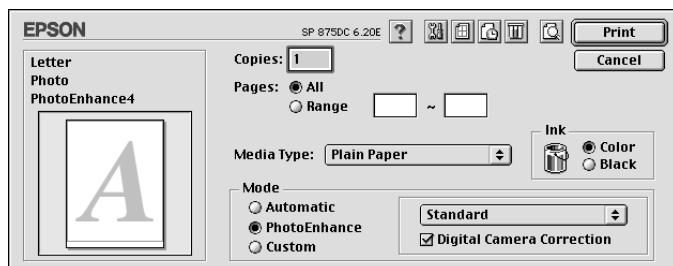 EPSON
SP 875DC 6.20E
?
Print
Cancel
Letter
Photo
PhotoEnhance4
A
Copies: 1
Pages: All
Range
~
Media Type: Plain Paper
Ink
Color
Black
Mode
Automatic
PhotoEnhance
Custom
Standard
Digital Camera Correction